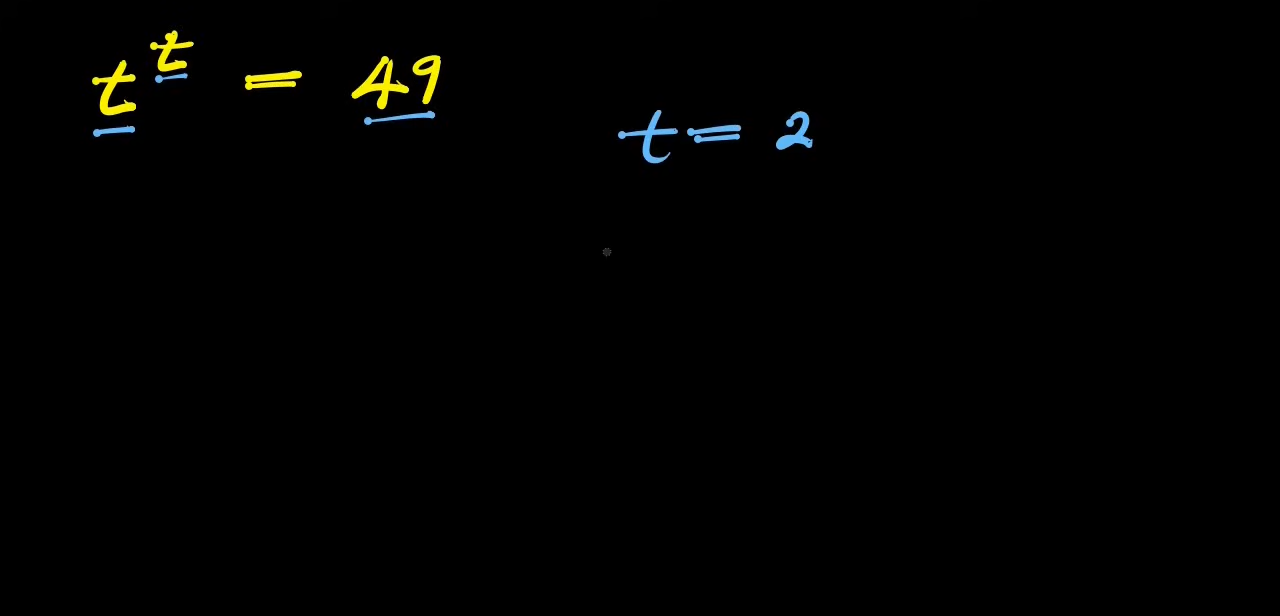 t^t = 49
t = 2